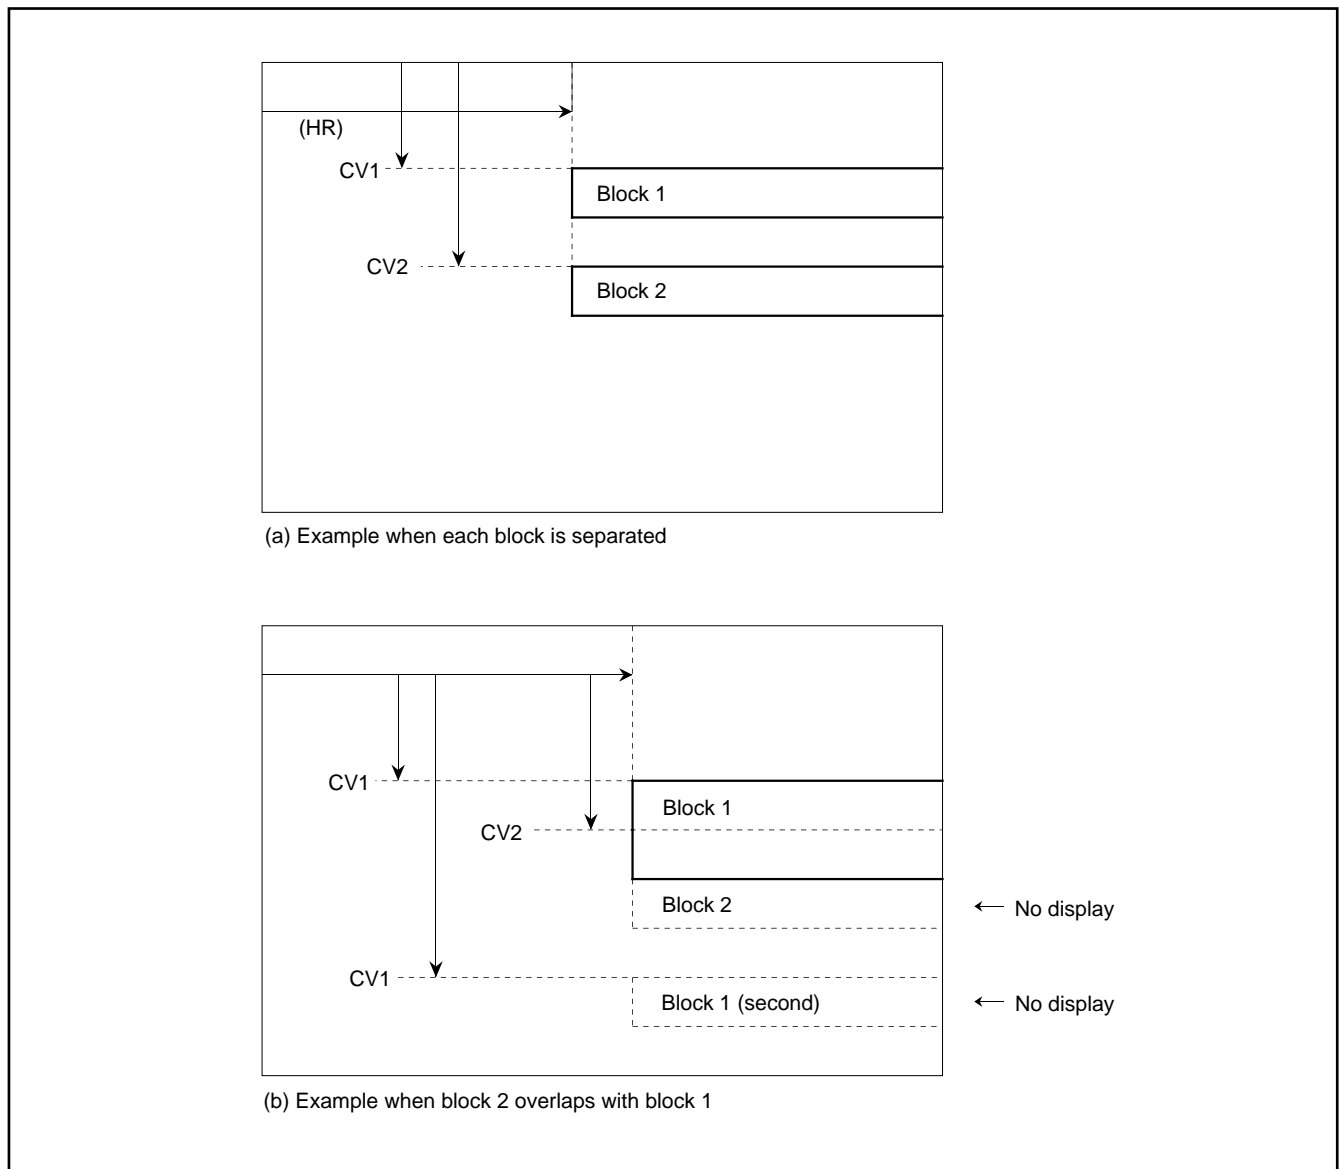 (HR)
CV1
Block 1
CV2
Block 2
(a) Example when each block is separated
CV1
Block 1
CV2
Block 2
No display
CV1
Block 1 (second)
No display
(b) Example when block 2 overlaps with block 1